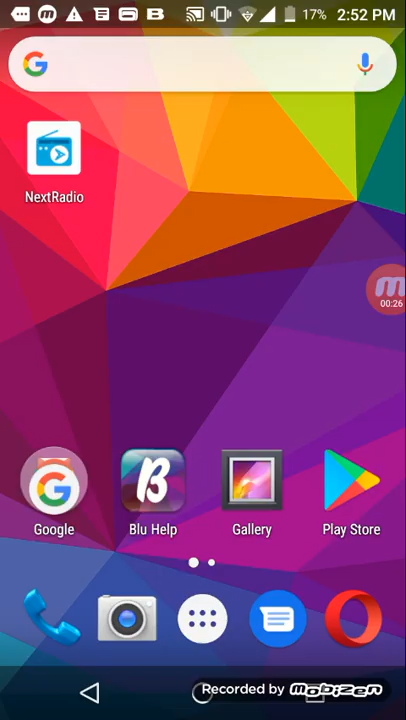 17% 2:52 PM
NextRadio
00:26
Google
Blu Help
Gallery
Play Store
Recorded by mobizen